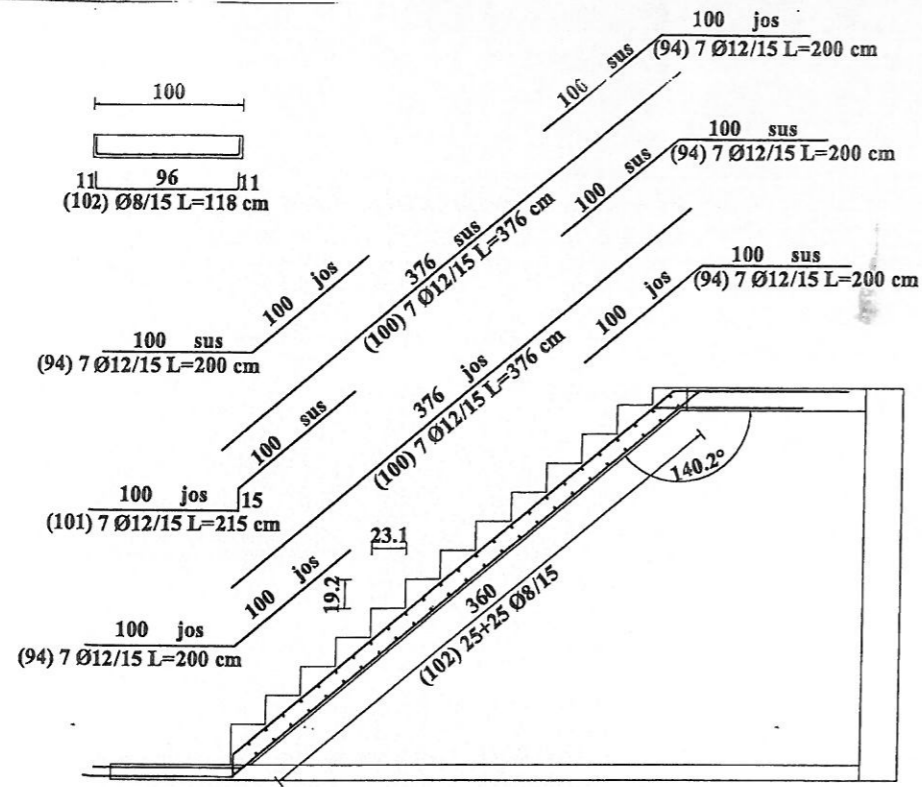 100 jos
(94) 7 Ø12/15 L=200 cm
100 sus
100
100 sus
(94) 7 Ø12/15 L=200 cm
100 sus
11 96 11
(102) Ø8/15 L=118 cm
376 sus
(100) 7 Ø12/15 L=376 cm
100 sus
(94) 7 Ø12/15 L=200 cm
100 jos
100 jos
100 sus
(94) 7 Ø12/15 L=200 cm
376 jos
(100) 7 Ø12/15 L=376 cm
100 sus
100 jos 15
(101) 7 Ø12/15 L=215 cm
140.2°
23.1
19.2
100 jos
100 jos
(94) 7 Ø12/15 L=200 cm
360
(102) 25+25 Ø8/15